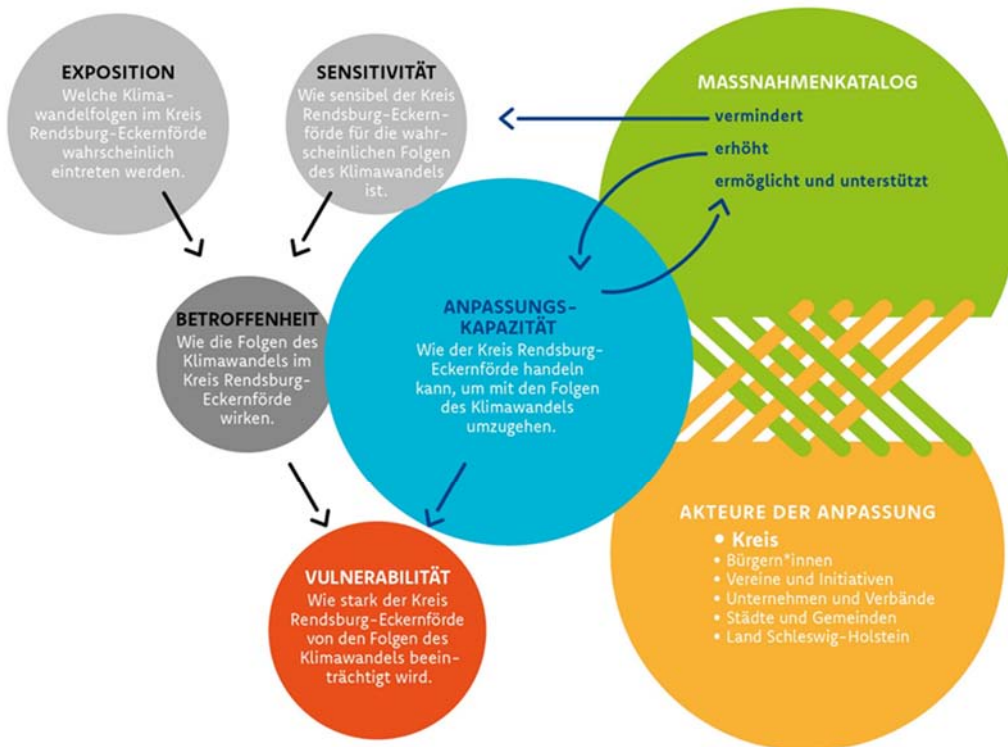 EXPOSITION
Welche Klima-
wandelfolgen im Kreis
Rendsburg-Eckernförde
wahrscheinlich
eintreten werden.
SENSITIVITÄT
Wie sensibel der Kreis
Rendsburg-Eckern-
förde für die wahr-
scheinlichen Folgen
des Klimawandels
ist.
MASSNAHMENKATALOG
vermindert
erhöht
ermöglicht und unterstützt
BETROFFENHEIT
Wie die Folgen des
Klimawandels im
Kreis Rendsburg-
Eckernförde
wirken.
ANPASSUNGS-
KAPAZITÄT
Wie der Kreis Rendsburg-
Eckernförde handeln
kann, um mit den Folgen
des Klimawandels
umzugehen.
VULNERABILITÄT
Wie stark der Kreis
Rendsburg-Eckernförde
von den Folgen des
Klimawandels beein-
trächtigt wird.
AKTEURE DER ANPASSUNG
• Kreis
• Bürgern*innen
• Vereine und Initiativen
• Unternehmen und Verbände
• Städte und Gemeinden
• Land Schleswig-Holstein